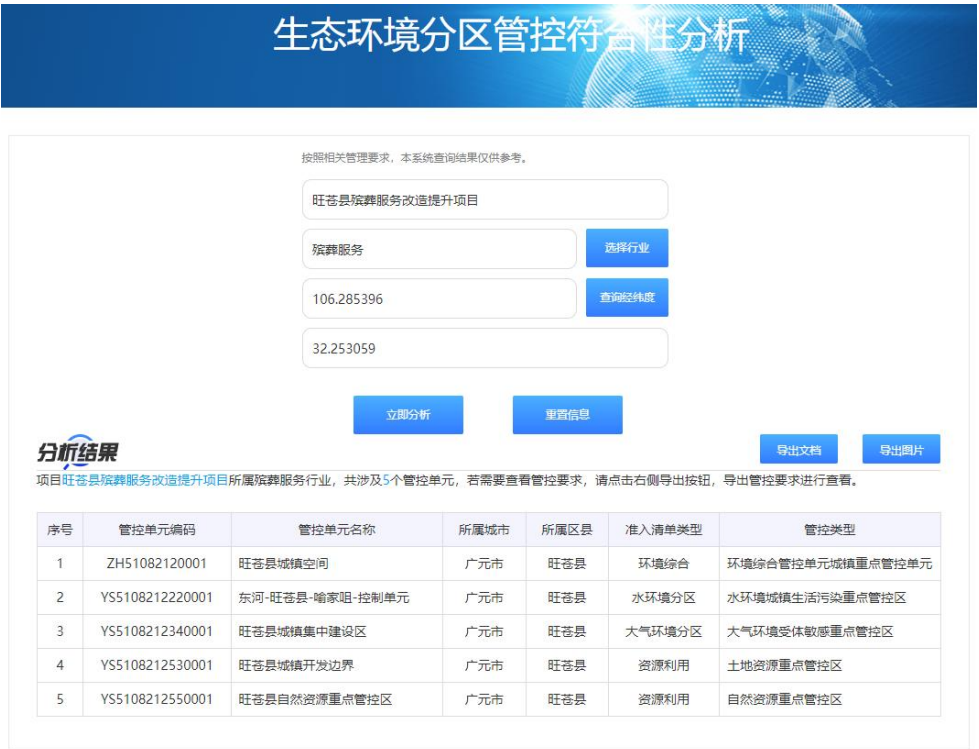 生态环境分区管控符合性分析
按照相关管理要求，本系统查询结果仅供参考。
旺苍县殡葬服务改造提升项目
殡葬服务 选择行业
106.285396 查询经纬度
32.253059
立即分析 重置信息
分析结果 导出文档 导出图片
项目旺苍县殡葬服务改造提升项目所属殡葬服务行业，共涉及5个管控单元，若需要查看管控要求，请点击右侧导出按钮，导出管控要求进行查看。
序号 管控单元编码 管控单元名称 所属城市 所属区县 准入清单类型 管控类型
1 ZH51082120001 旺苍县城镇空间 广元市 旺苍县 环境综合 环境综合管控单元城镇重点管控单元
2 YS5108212220001 东河-旺苍县-喻家咀-控制单元 广元市 旺苍县 水环境分区 水环境城镇生活污染重点管控区
3 YS5108212340001 旺苍县城镇集中建设区 广元市 旺苍县 大气环境分区 大气环境受体敏感重点管控区
4 YS5108212530001 旺苍县城镇开发边界 广元市 旺苍县 资源利用 土地资源重点管控区
5 YS5108212550001 旺苍县自然资源重点管控区 广元市 旺苍县 资源利用 自然资源重点管控区